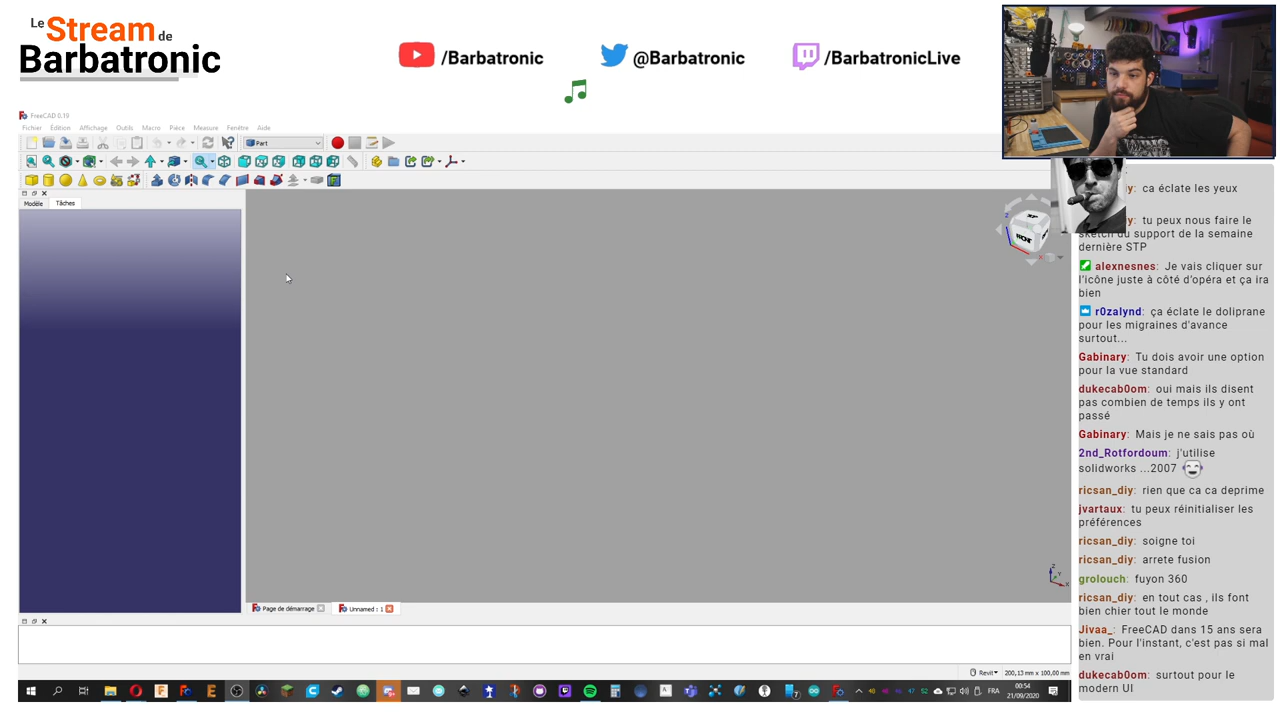 Le Stream de
Barbatronic
/Barbatronic
@Barbatronic
/BarbatronicLive
FreeCAD 0.19
Fichier Édition Affichage Outils Macro Pièce Mesure Fenêtre Aide
Part
Modèle Tâches
FRONT
Z
X
Page de démarrage
Unnamed : 1
Revit
200,13 mm x 100,00 mm
FRA
00:54
21/09/2020
y: ca éclate les yeux
y: tu peux nous faire le
sketch du support de la semaine
dernière STP
alexnesnes: Je vais cliquer sur
l'icône juste à côté d'opéra et ça ira
bien
r0zalynd: ça éclate le doliprane
pour les migraines d'avance
surtout...
Gabinary: Tu dois avoir une option
pour la vue standard
dukecab0om: oui mais ils disent
pas combien de temps ils y ont
passé
Gabinary: Mais je ne sais pas où
2nd_Rotfordoum: j'utilise
solidworks ...2007
ricsan_diy: rien que ca ca deprime
jvartaux: tu peux réinitialiser les
préférences
ricsan_diy: soigne toi
ricsan_diy: arrete fusion
grolouch: fuyon 360
ricsan_diy: en tout cas , ils font
bien chier tout le monde
Jivaa_: FreeCAD dans 15 ans sera
bien. Pour l'instant, c'est pas si mal
en vrai
dukecab0om: surtout pour le
modern UI